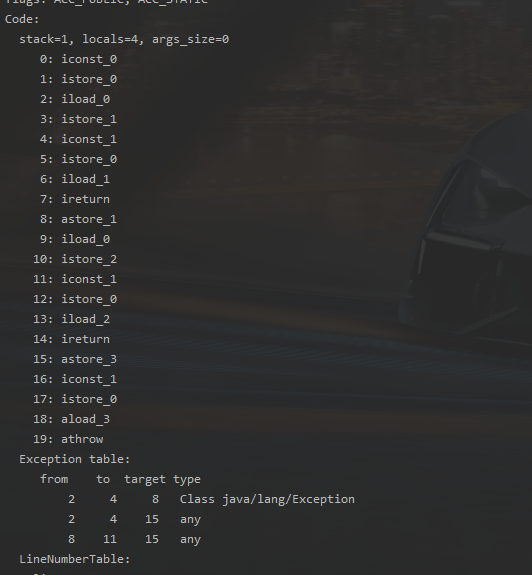 flags: ACC_PUBLIC, ACC_STATIC
Code:
stack=1, locals=4, args_size=0
0: iconst_0
1: istore_0
2: iload_0
3: istore_1
4: iconst_1
5: istore_0
6: iload_1
7: ireturn
8: astore_1
9: iload_0
10: istore_2
11: iconst_1
12: istore_0
13: iload_2
14: ireturn
15: astore_3
16: iconst_1
17: istore_0
18: aload_3
19: athrow
Exception table:
from to target type
2 4 8 Class java/lang/Exception
2 4 15 any
8 11 15 any
LineNumberTable: